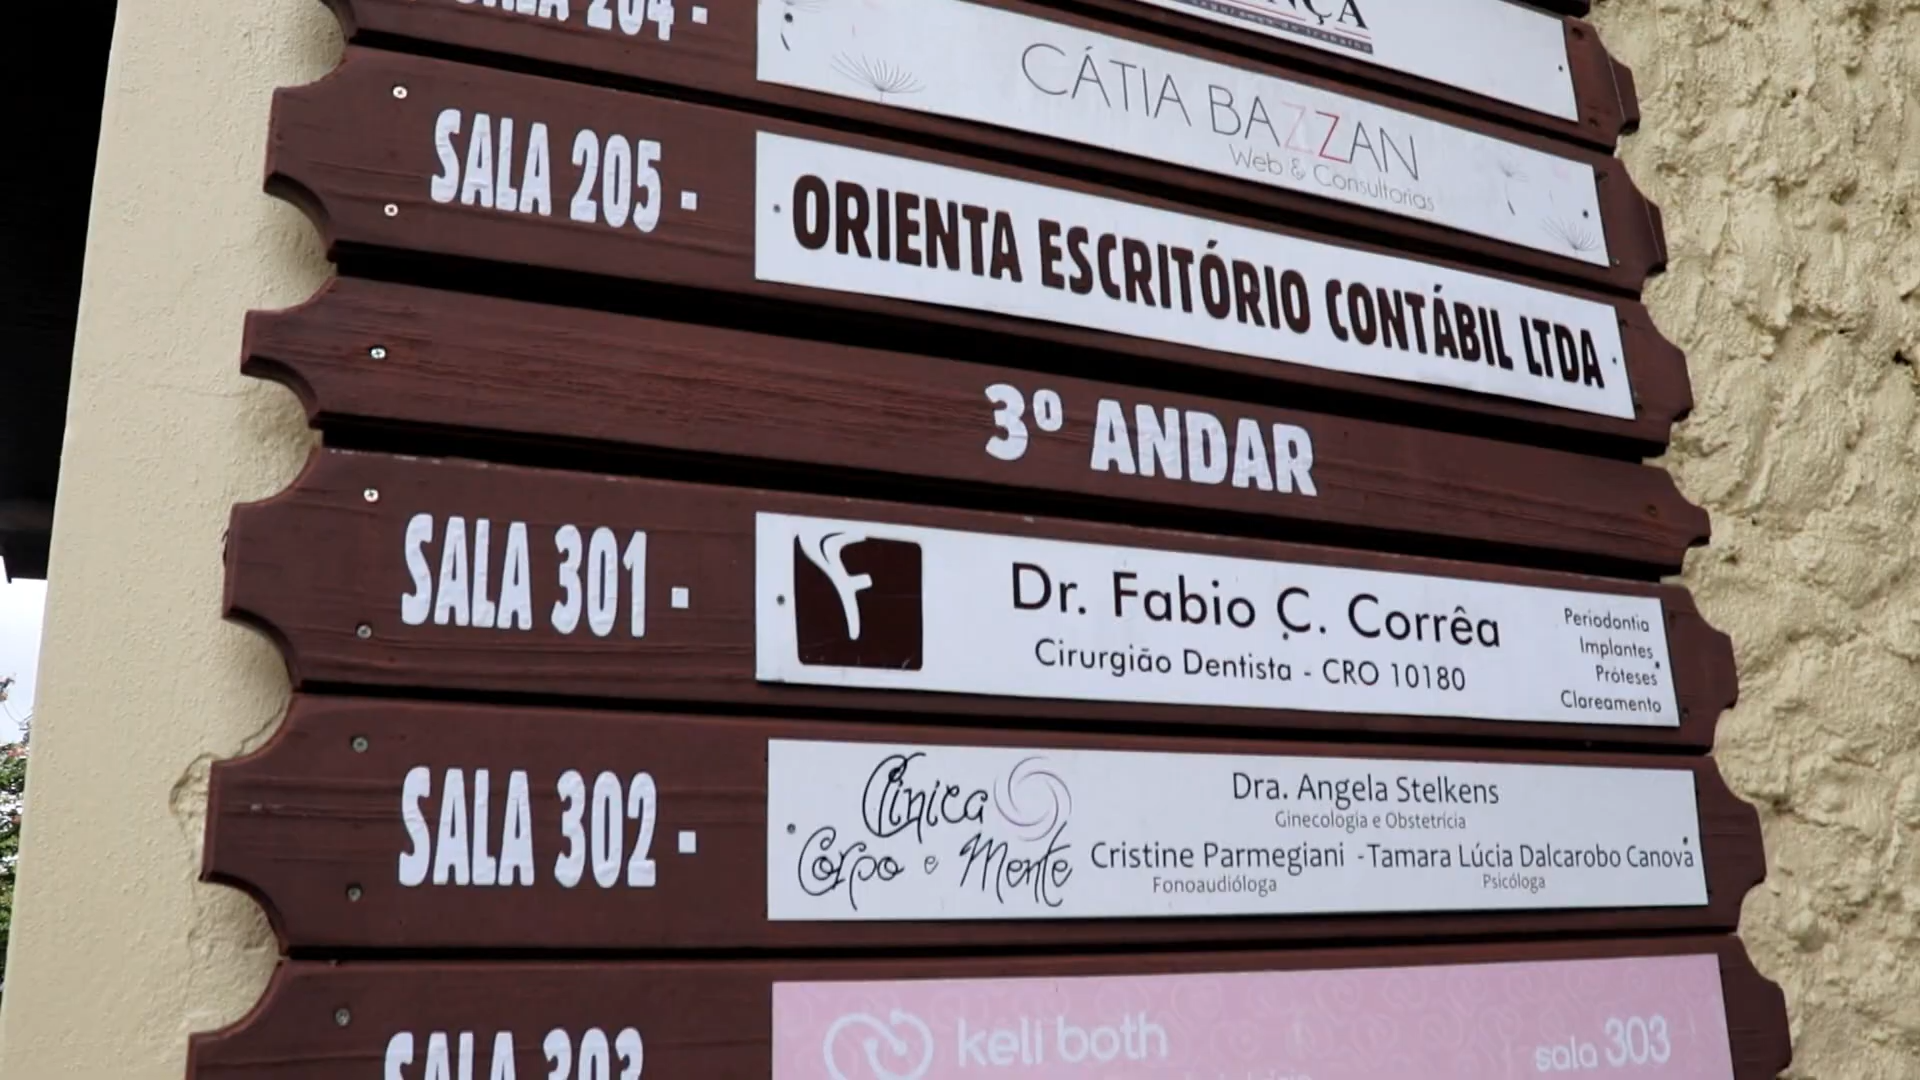 SALA 204 -
CÁTIA BAZZAN
Web & Consultorias
SALA 205 -
ORIENTA ESCRITÓRIO CONTÁBIL LTDA
3º ANDAR
SALA 301 -
Dr. Fabio C. Corrêa
Cirurgião Dentista - CRO 10180
Periodontia
Implantes
Próteses
Clareamento
SALA 302 -
Clínica
Corpo e Mente
Dra. Angela Stelkens
Ginecologia e Obstetrícia
Cristine Parmegiani - Tamara Lúcia Dalcarobo Canova
Fonoaudióloga
Psicóloga
SALA 303
keli both
sala 303